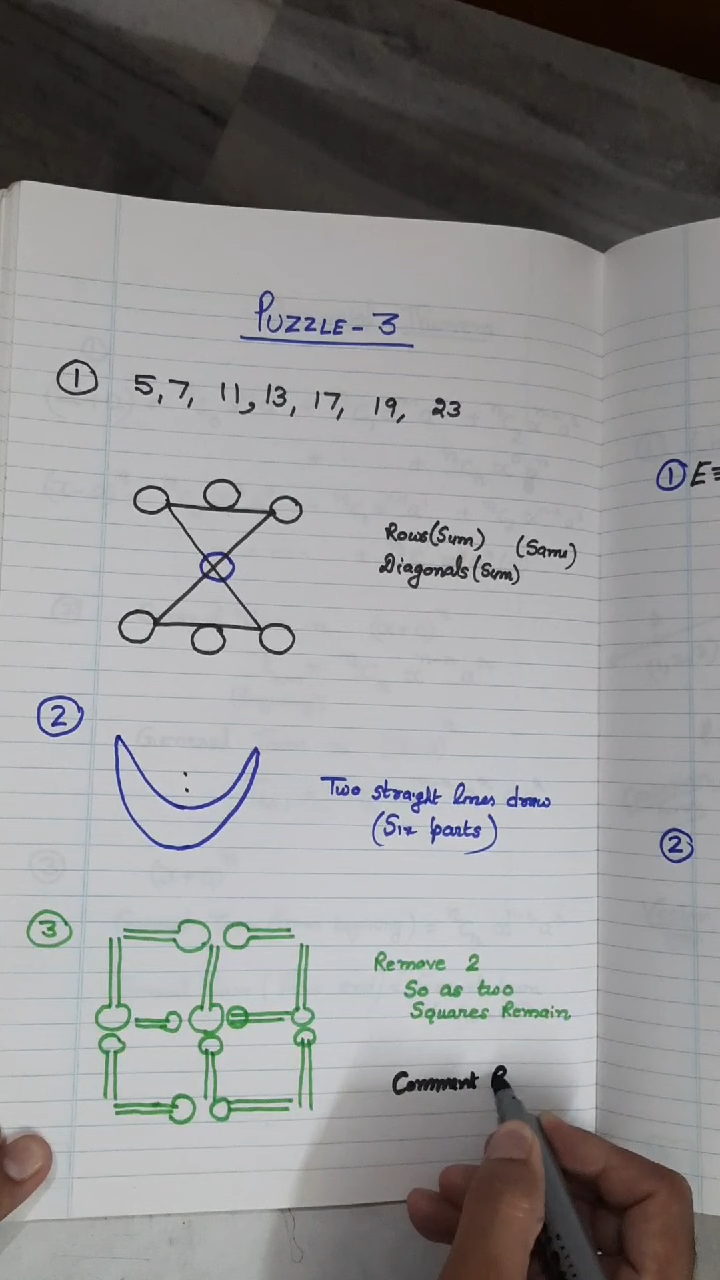 PUZZLE - 3
① 5, 7, 11, 13, 17, 19, 23
Rows (Sum) (Same)
Diagonals (Sum)
②
Two straight lines draw
(Six parts)
③
Remove 2
So as two
Squares Remain
Comment
① E=
②